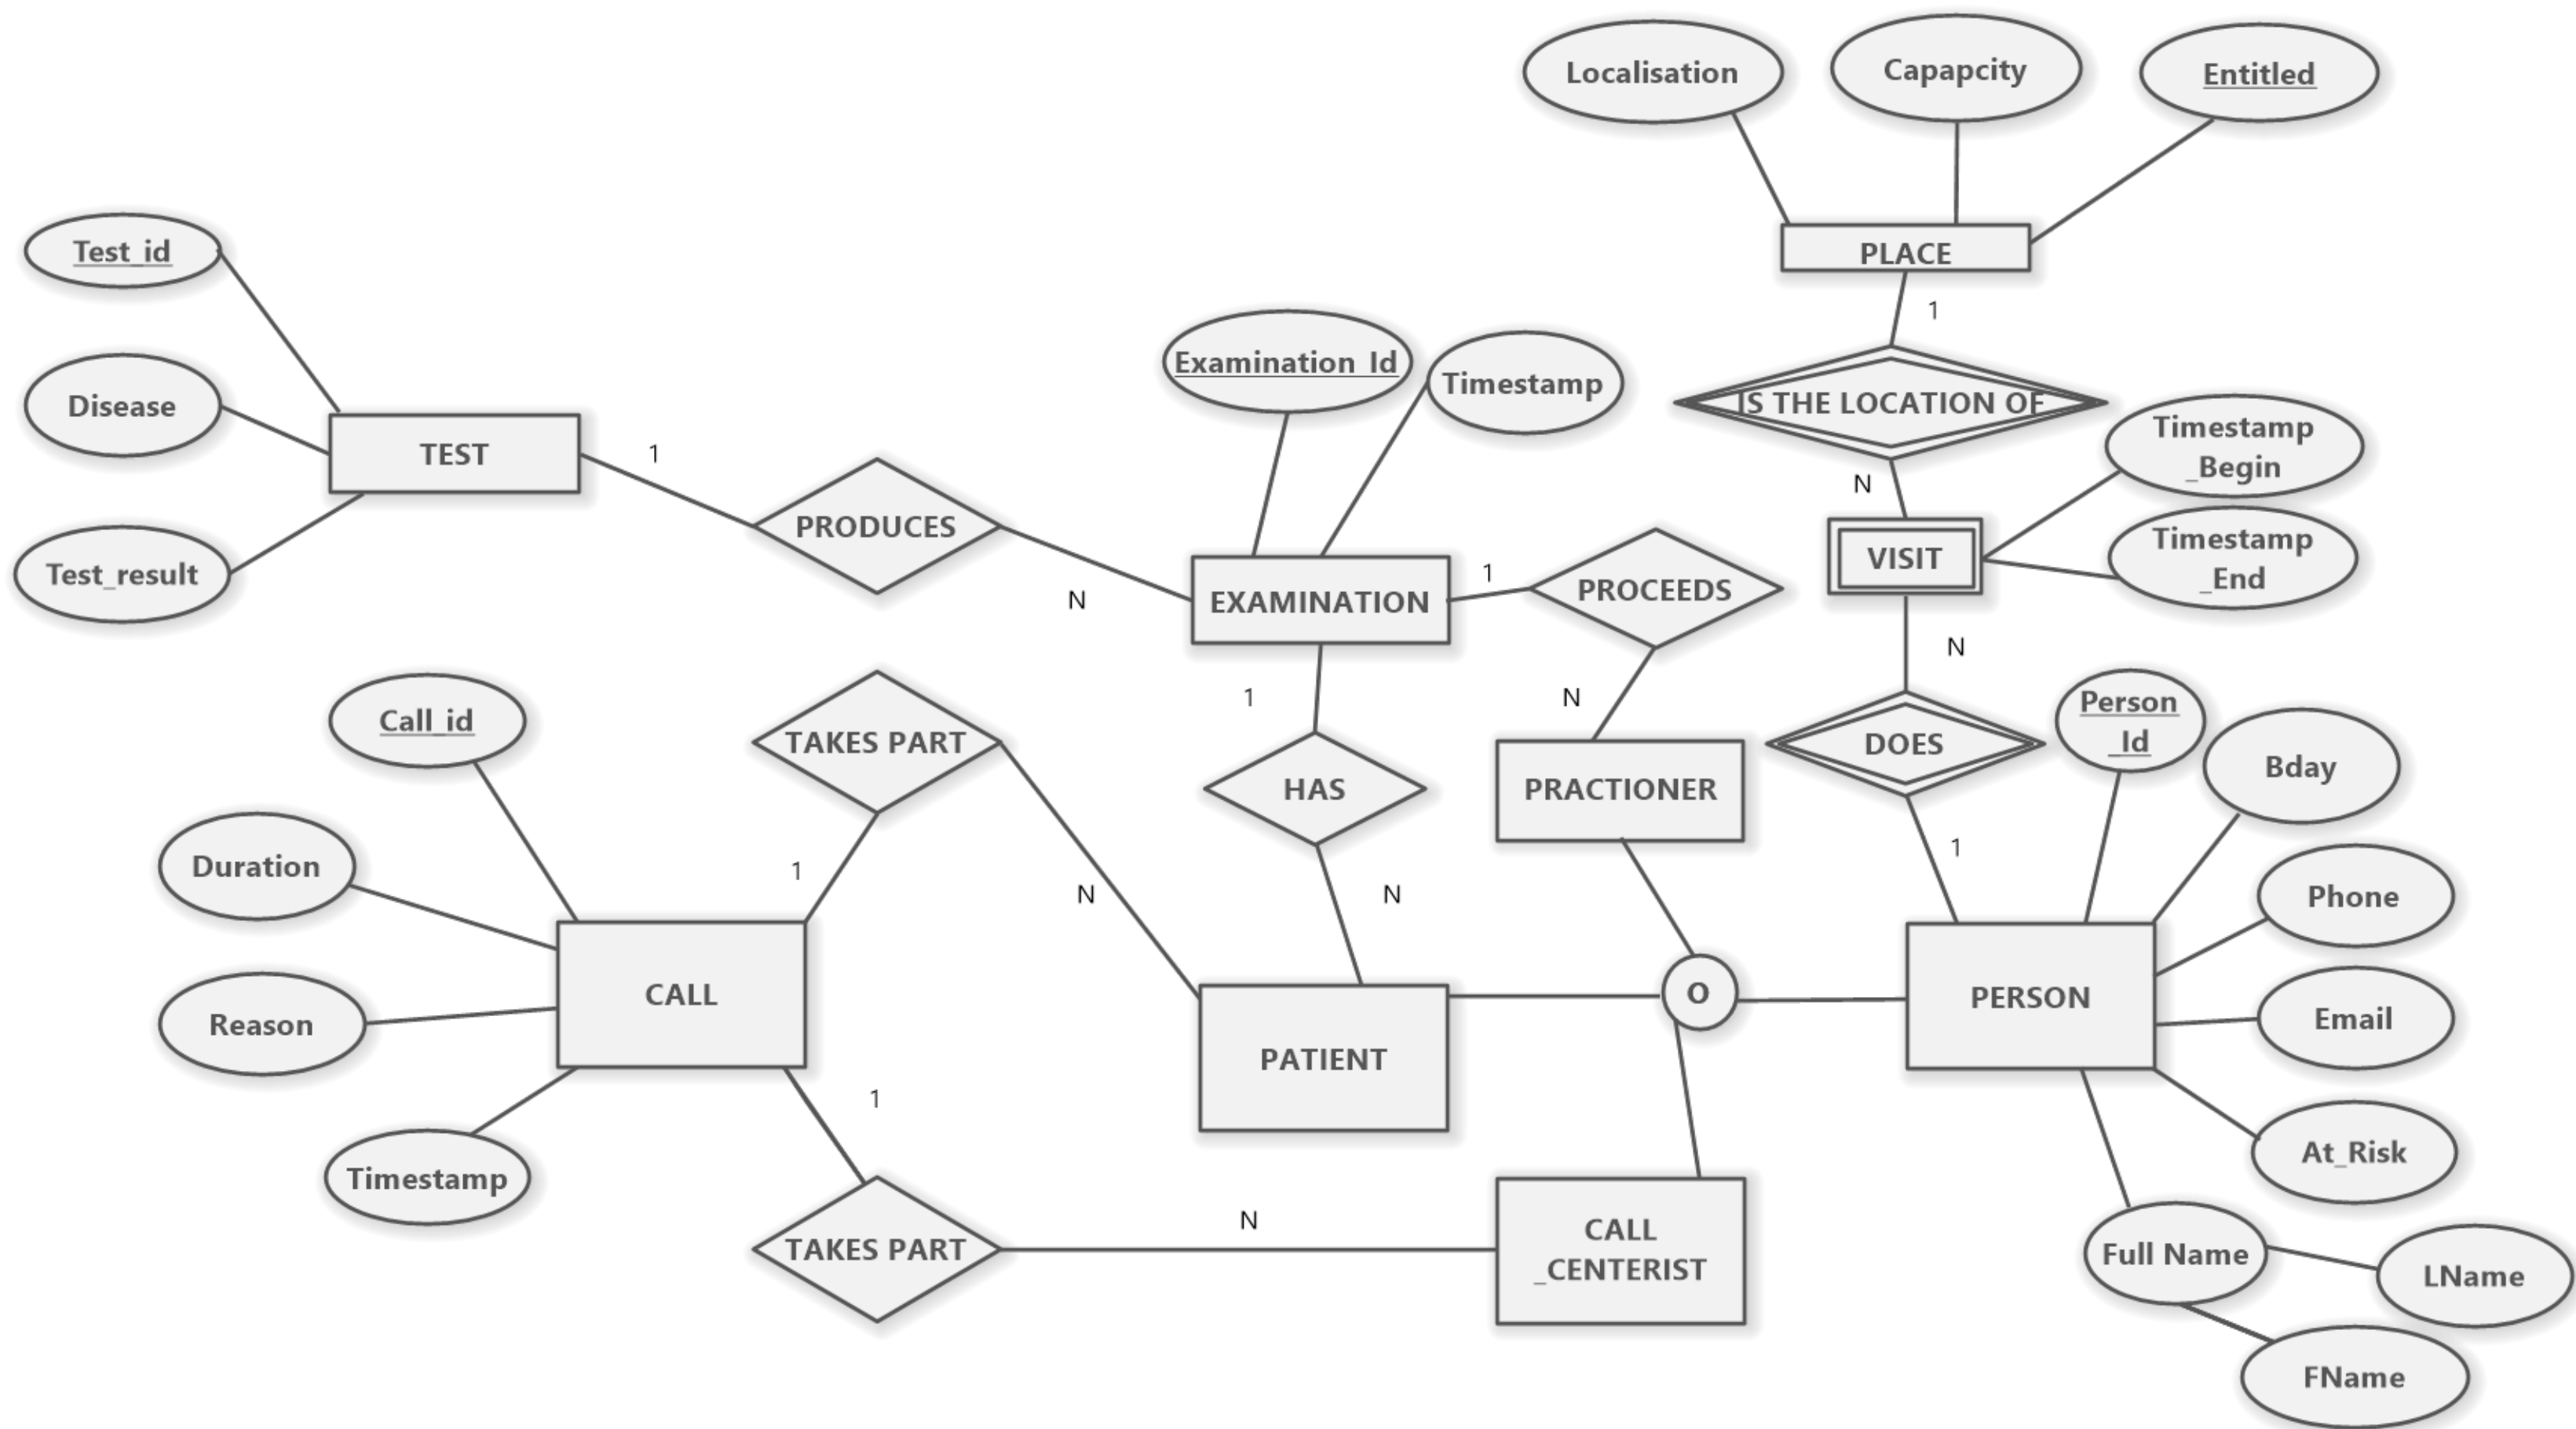 Localisation
Capapcity
Entitled
PLACE
1
IS THE LOCATION OF
N
Timestamp
_Begin
VISIT
Timestamp
_End
N
DOES
1
Test_id
Disease
Test_result
TEST
1
PRODUCES
N
Examination_Id
Timestamp
EXAMINATION
1
PROCEEDS
N
PRACTIONER
1
HAS
N
Call_id
Duration
Reason
Timestamp
CALL
TAKES PART
1
N
1
TAKES PART
N
PATIENT
O
CALL
_CENTERIST
PERSON
Person
_Id
Bday
Phone
Email
At_Risk
Full Name
LName
FName